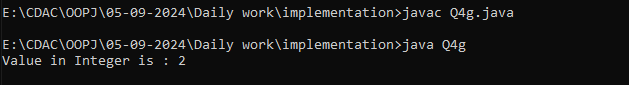 E:\CDAC\OOPJ\05-09-2024\Daily work\implementation>javac Q4g.java
E:\CDAC\OOPJ\05-09-2024\Daily work\implementation>java Q4g
Value in Integer is : 2